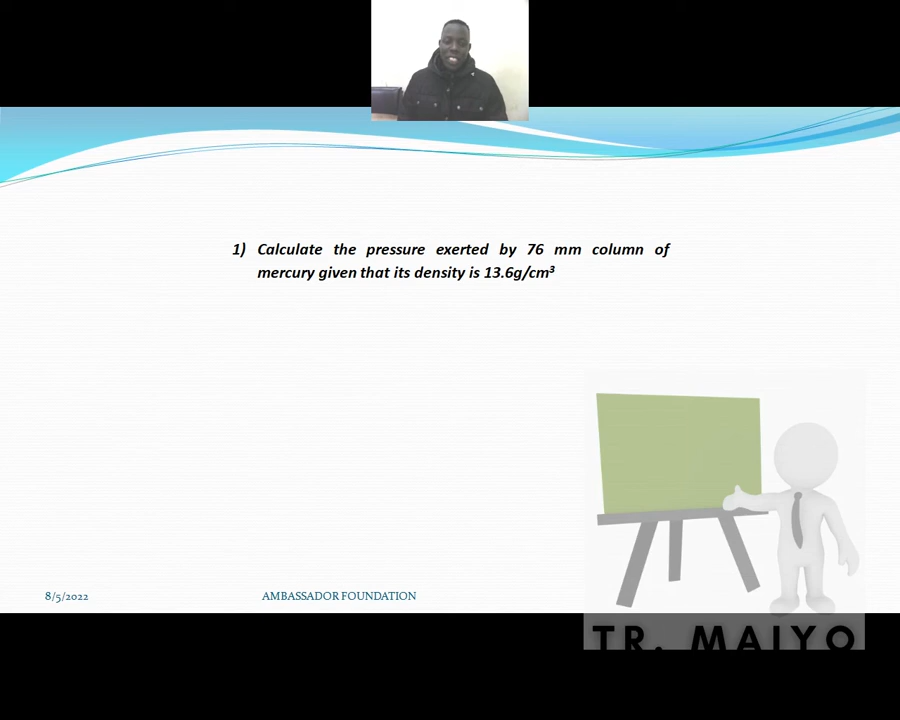 1) Calculate the pressure exerted by 76 mm column of
mercury given that its density is 13.6g/cm³
8/5/2022 AMBASSADOR FOUNDATION
TR. MAIYO